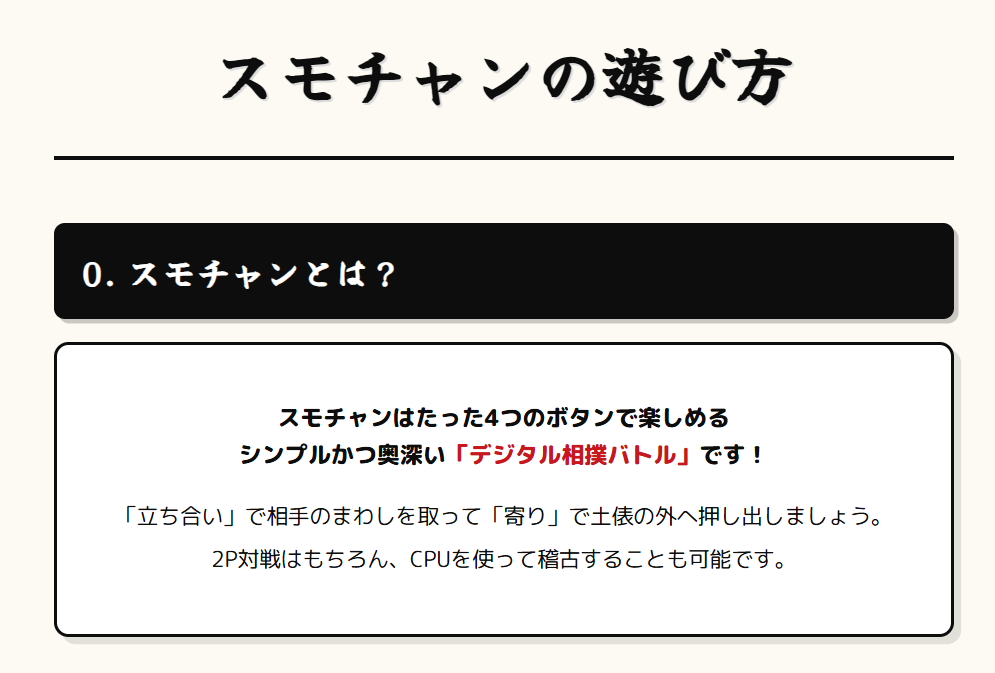 スモチャンの遊び方
0. スモチャンとは？
スモチャンはたった4つのボタンで楽しめる
シンプルかつ奥深い「デジタル相撲バトル」です！
「立ち合い」で相手のまわしを取って「寄り」で土俵の外へ押し出しましょう。
2P対戦はもちろん、CPUを使って稽古することも可能です。